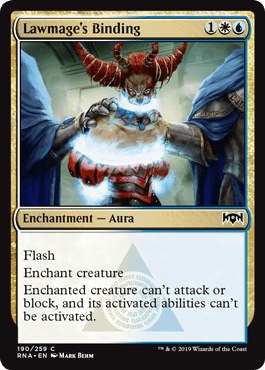 Lawmage's Binding 1
Enchantment — Aura
Flash
Enchant creature
Enchanted creature can't attack or
block, and its activated abilities can't
be activated.
190/259 C
RNA • EN Mark Behm
™ & © 2019 Wizards of the Coast